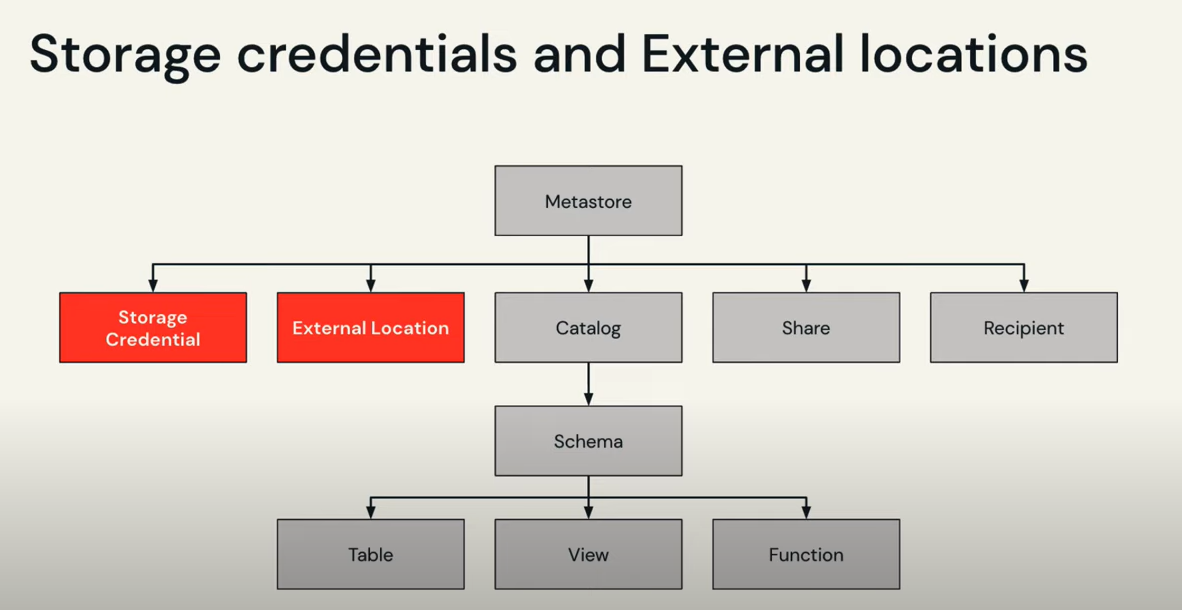 Storage credentials and External locations
Metastore
Storage
Credential
External Location
Catalog
Share
Recipient
Schema
Table
View
Function